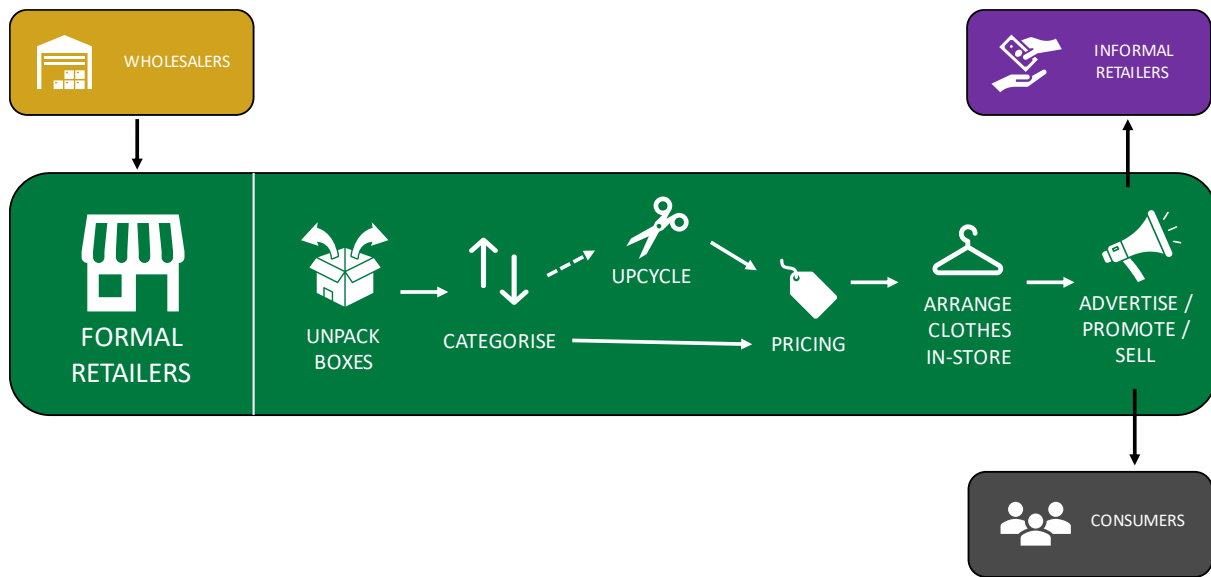 WHOLESALERS
INFORMAL
RETAILERS
FORMAL
RETAILERS
UNPACK
BOXES
CATEGORISE
UPCYCLE
PRICING
ARRANGE
CLOTHES
IN-STORE
ADVERTISE /
PROMOTE /
SELL
CONSUMERS